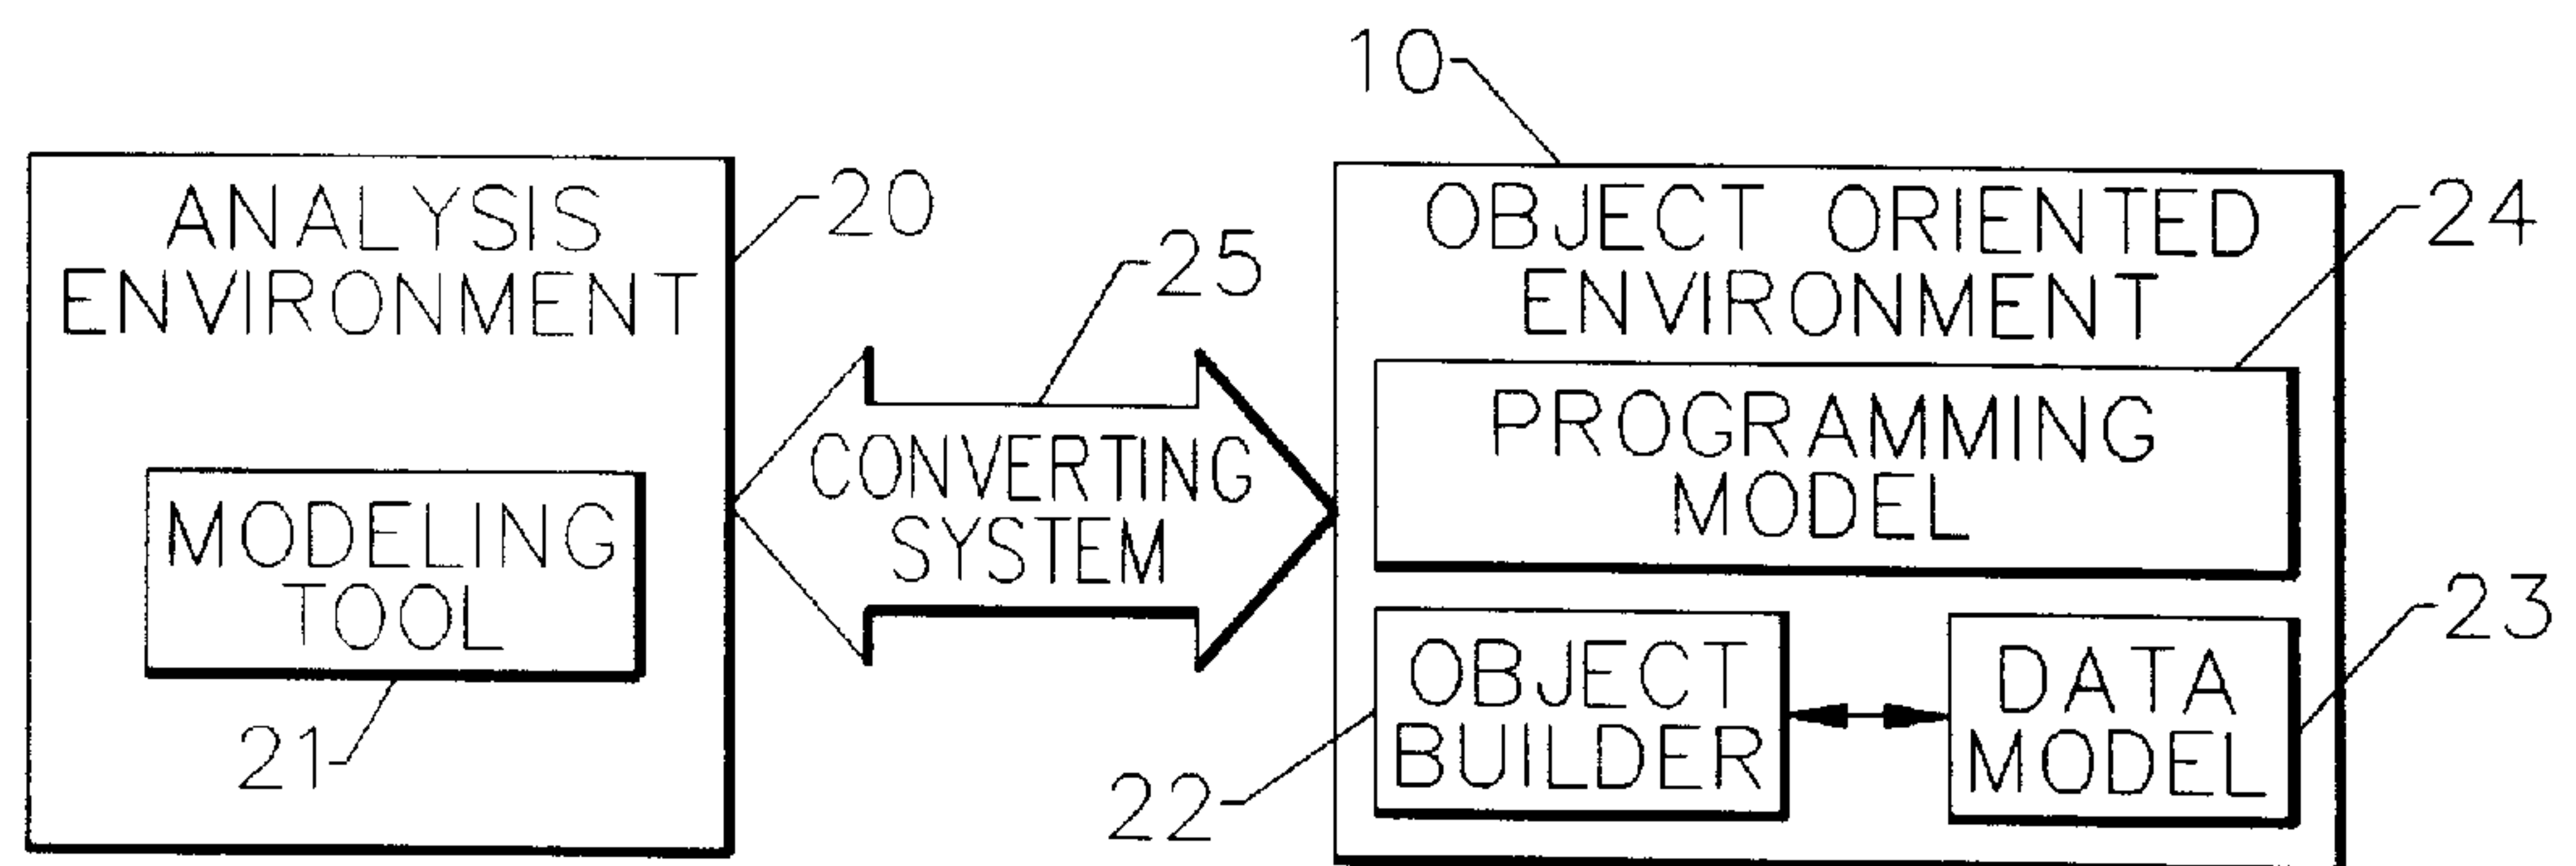 10
ANALYSIS
ENVIRONMENT
20
25
OBJECT ORIENTED
ENVIRONMENT
24
MODELING
TOOL
21
CONVERTING
SYSTEM
PROGRAMMING
MODEL
OBJECT
BUILDER
22
DATA
MODEL
23